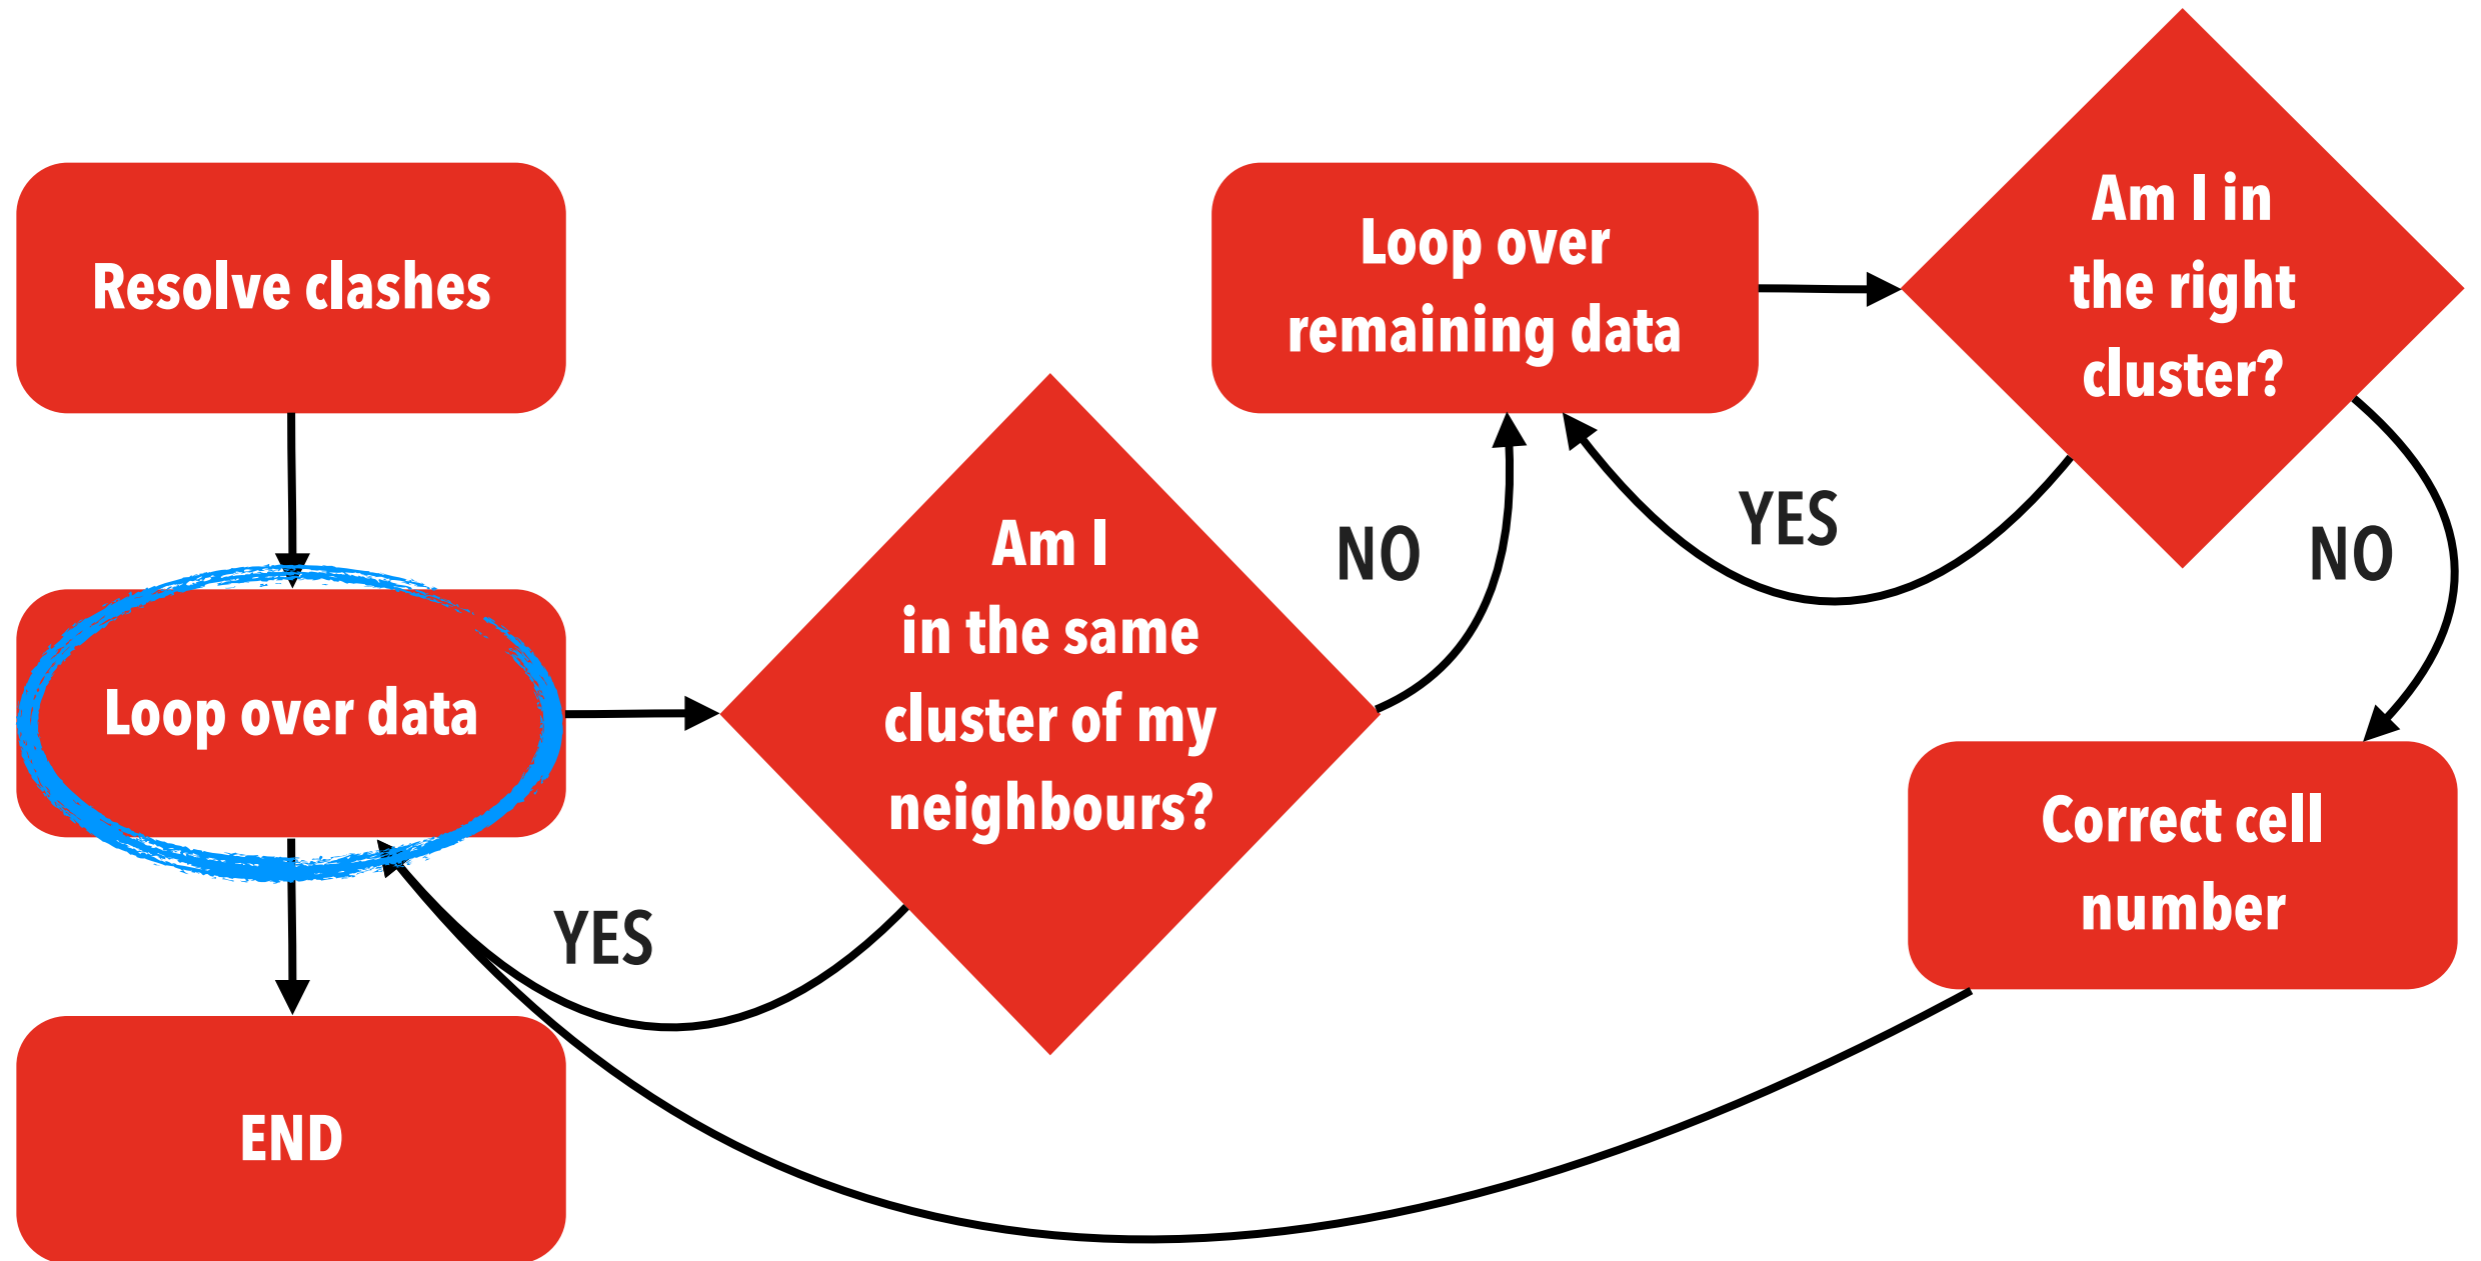 Resolve clashes
Loop over data
END
Am I
in the same
cluster of my
neighbours?
YES
NO
Loop over
remaining data
Am I in
the right
cluster?
YES
NO
Correct cell
number